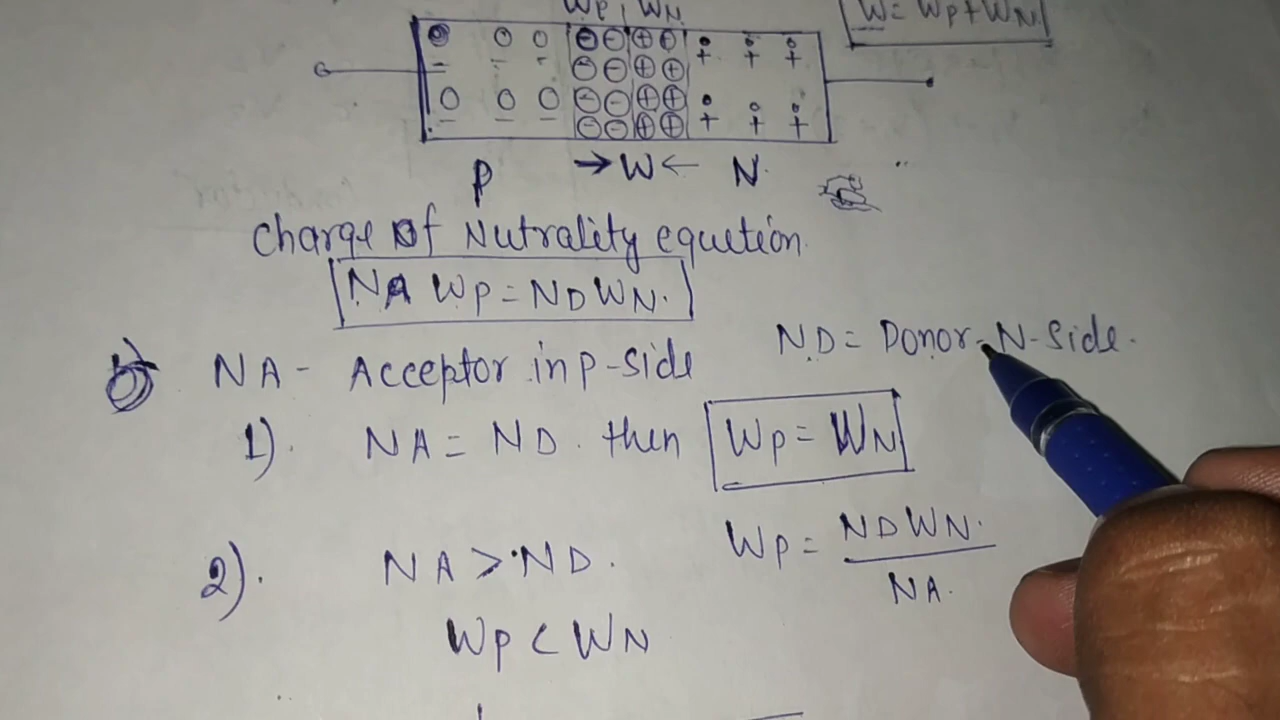 WP WN
W = WP + WN
P → W ← N
Charge Of Nutrality equetion
NA WP = ND WN.
NA - Acceptor in p-side
ND = Donor - N-side.
1). NA = ND. then WP = WN
WP = ND WN. / NA.
2). NA > ND.
WP < WN